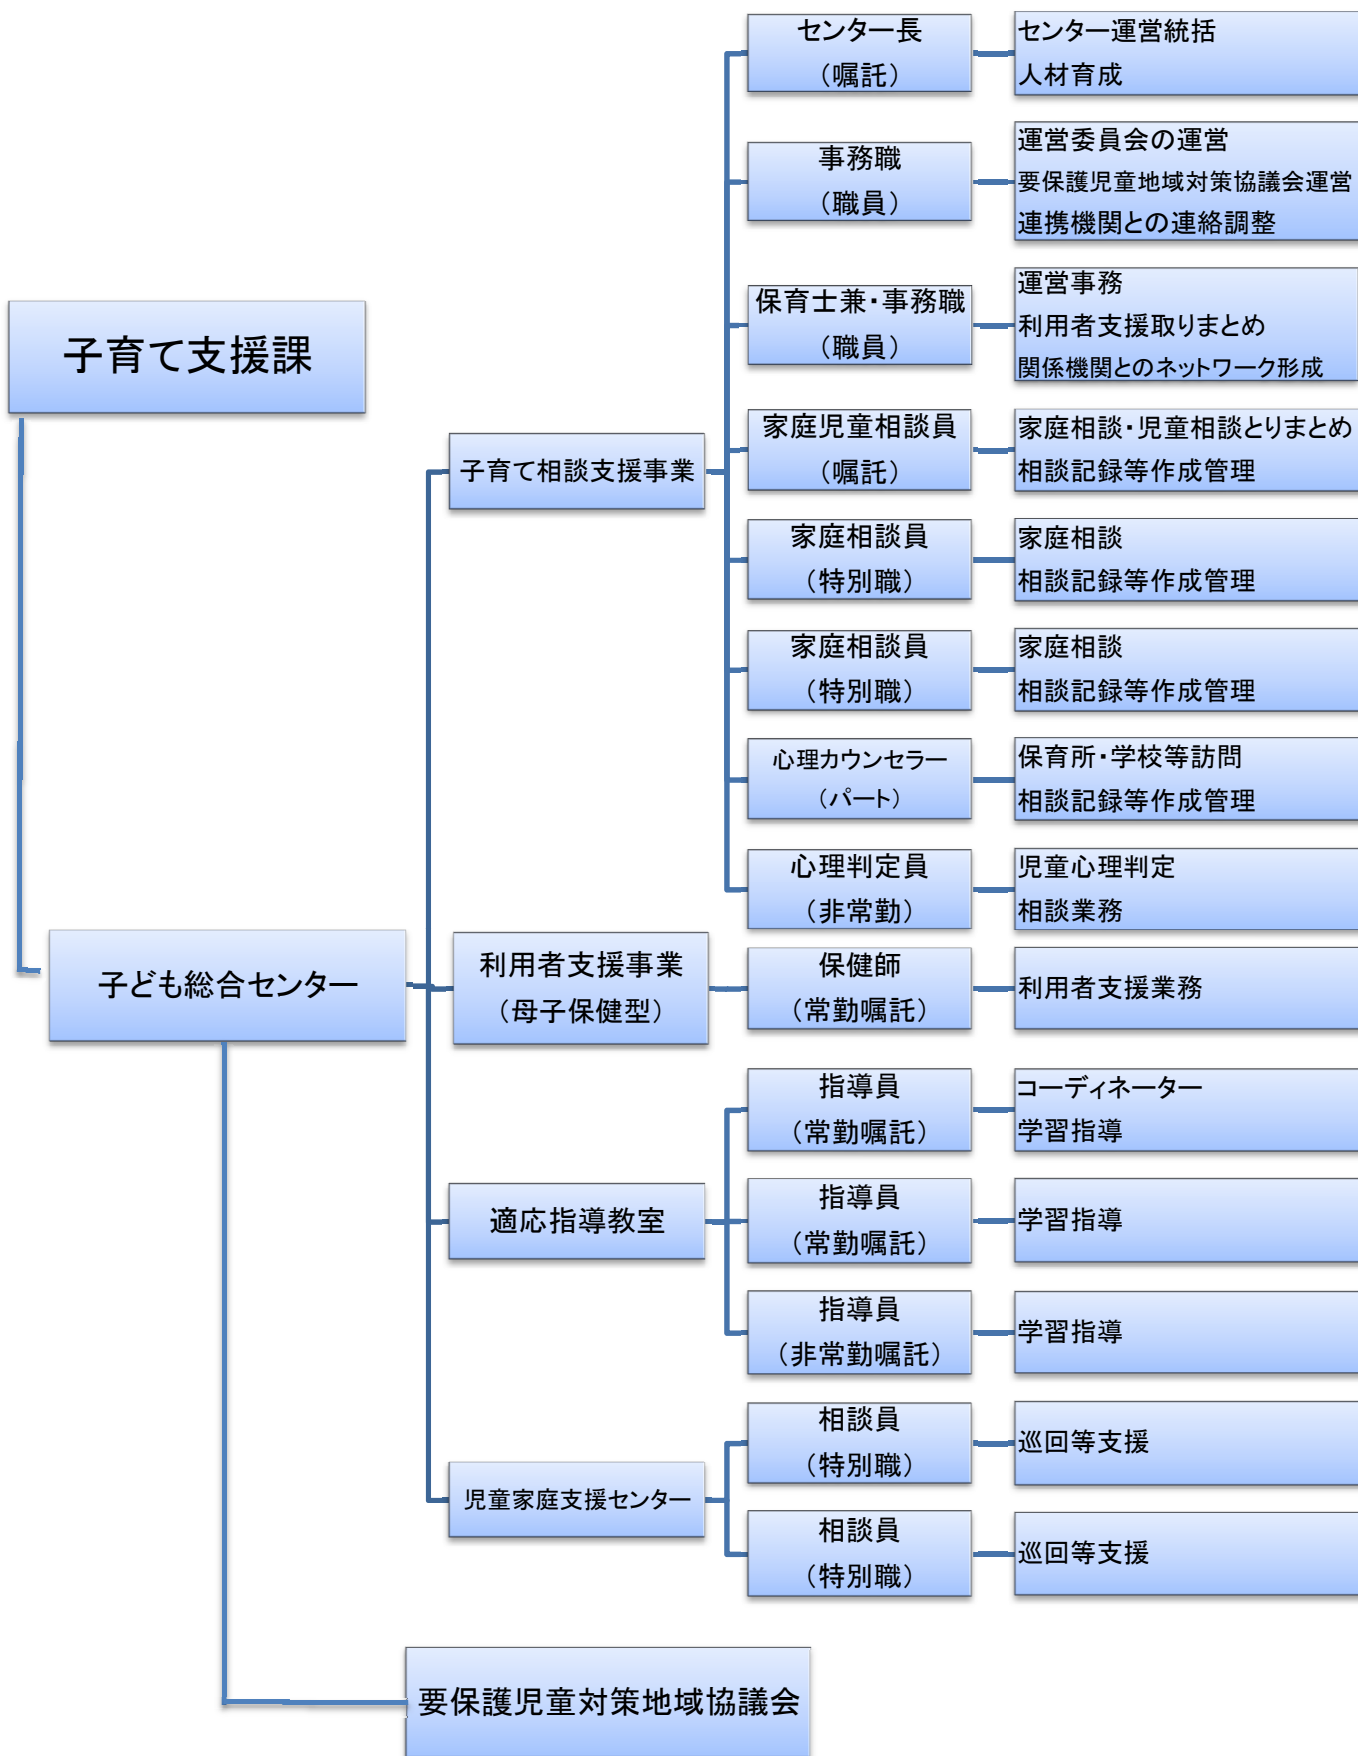 子育て支援課
子ども総合センター
子育て相談支援事業
センター長
（嘱託）
センター運営統括
人材育成
事務職
（職員）
運営委員会の運営
要保護児童地域対策協議会運営
連携機関との連絡調整
保育士兼・事務職
（職員）
運営事務
利用者支援取りまとめ
関係機関とのネットワーク形成
家庭児童相談員
（嘱託）
家庭相談・児童相談とりまとめ
相談記録等作成管理
家庭相談員
（特別職）
家庭相談
相談記録等作成管理
家庭相談員
（特別職）
家庭相談
相談記録等作成管理
心理カウンセラー
（パート）
保育所・学校等訪問
相談記録等作成管理
心理判定員
（非常勤）
児童心理判定
相談業務
利用者支援事業
（母子保健型）
保健師
（常勤嘱託）
利用者支援業務
適応指導教室
指導員
（常勤嘱託）
コーディネーター
学習指導
指導員
（常勤嘱託）
学習指導
指導員
（非常勤嘱託）
学習指導
児童家庭支援センター
相談員
（特別職）
巡回等支援
相談員
（特別職）
巡回等支援
要保護児童対策地域協議会